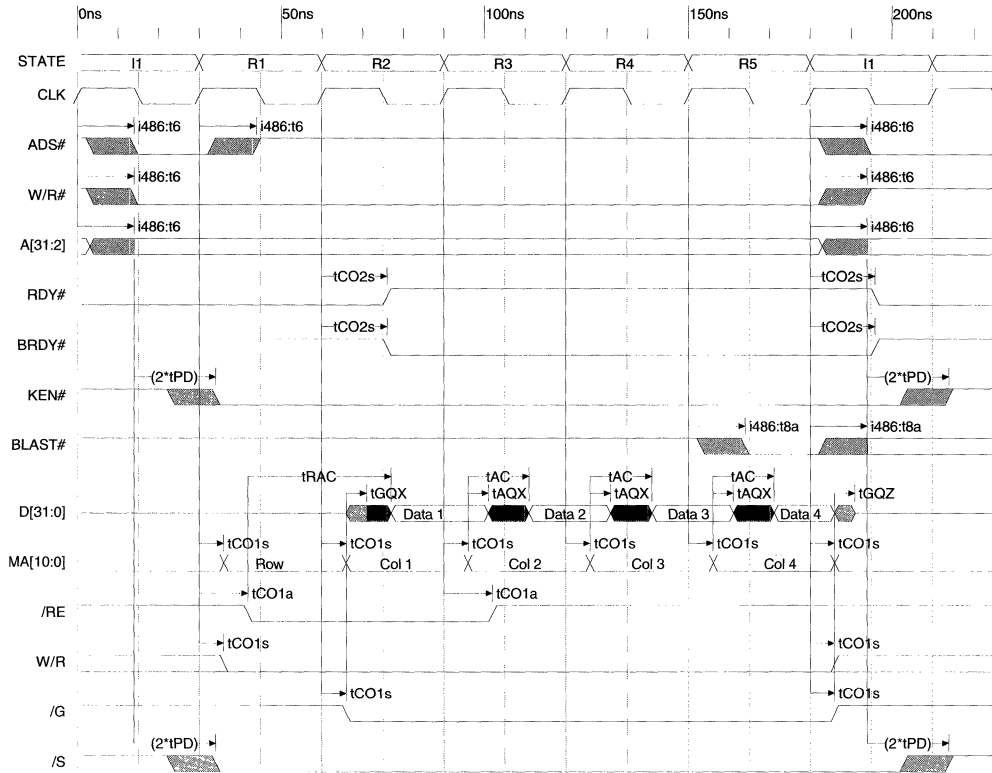 0ns 50ns 100ns 150ns 200ns
STATE I1 R1 R2 R3 R4 R5 I1
CLK
i486:t6 i486:t6 i486:t6
ADS#
i486:t6 i486:t6
W/R#
i486:t6 i486:t6
A[31:2]
tCO2s tCO2s
RDY#
tCO2s tCO2s
BRDY#
(2*tPD) (2*tPD)
KEN#
i486:t8a i486:t8a
BLAST#
tRAC tAC tAC tAC
tGQX tAQX tAQX tAQX tGQZ
D[31:0] Data 1 Data 2 Data 3 Data 4
tCO1s tCO1s tCO1s tCO1s tCO1s tCO1s
MA[10:0] Row Col 1 Col 2 Col 3 Col 4
tCO1a tCO1a
/RE
tCO1s tCO1s
W/R
tCO1s tCO1s
/G
(2*tPD) (2*tPD)
/S